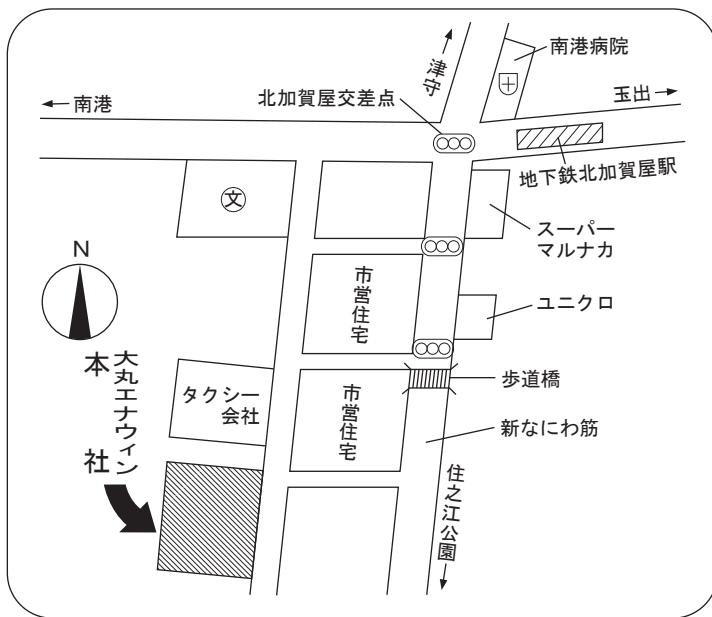 南港病院
津守
南港
玉出
北加賀屋交差点
地下鉄北加賀屋駅
文
スーパー
マルナカ
N
市営住宅
ユニクロ
大丸エナウィン
本社
タクシー
会社
市営住宅
歩道橋
新なにわ筋
住之江公園